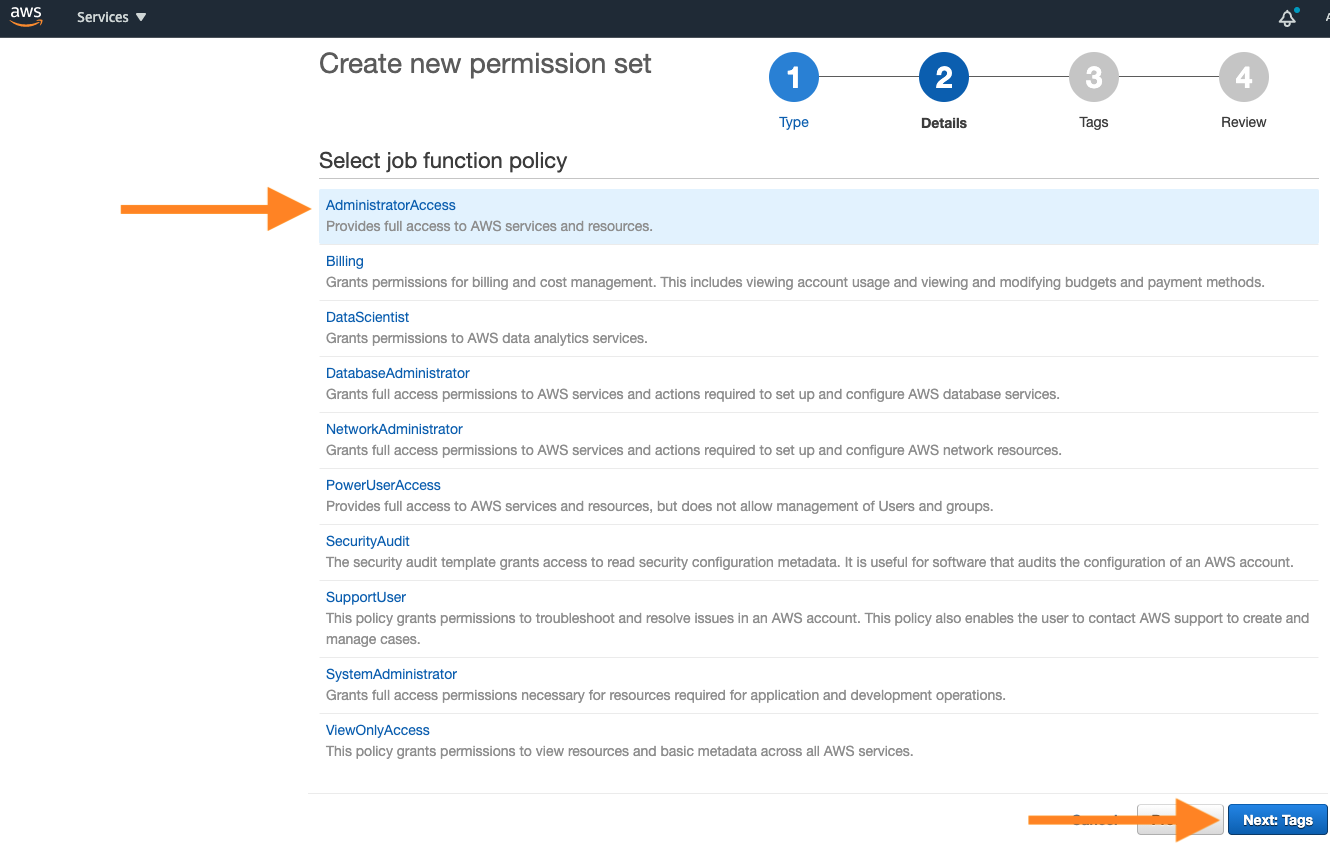 aws
Services ▼
Create new permission set
1
2
3
4
Type
Details
Tags
Review
Select job function policy
AdministratorAccess
Provides full access to AWS services and resources.
Billing
Grants permissions for billing and cost management. This includes viewing account usage and viewing and modifying budgets and payment methods.
DataScientist
Grants permissions to AWS data analytics services.
DatabaseAdministrator
Grants full access permissions to AWS services and actions required to set up and configure AWS database services.
NetworkAdministrator
Grants full access permissions to AWS services and actions required to set up and configure AWS network resources.
PowerUserAccess
Provides full access to AWS services and resources, but does not allow management of Users and groups.
SecurityAudit
The security audit template grants access to read security configuration metadata. It is useful for software that audits the configuration of an AWS account.
SupportUser
This policy grants permissions to troubleshoot and resolve issues in an AWS account. This policy also enables the user to contact AWS support to create and
manage cases.
SystemAdministrator
Grants full access permissions necessary for resources required for application and development operations.
ViewOnlyAccess
This policy grants permissions to view resources and basic metadata across all AWS services.
Cancel
Next: Tags